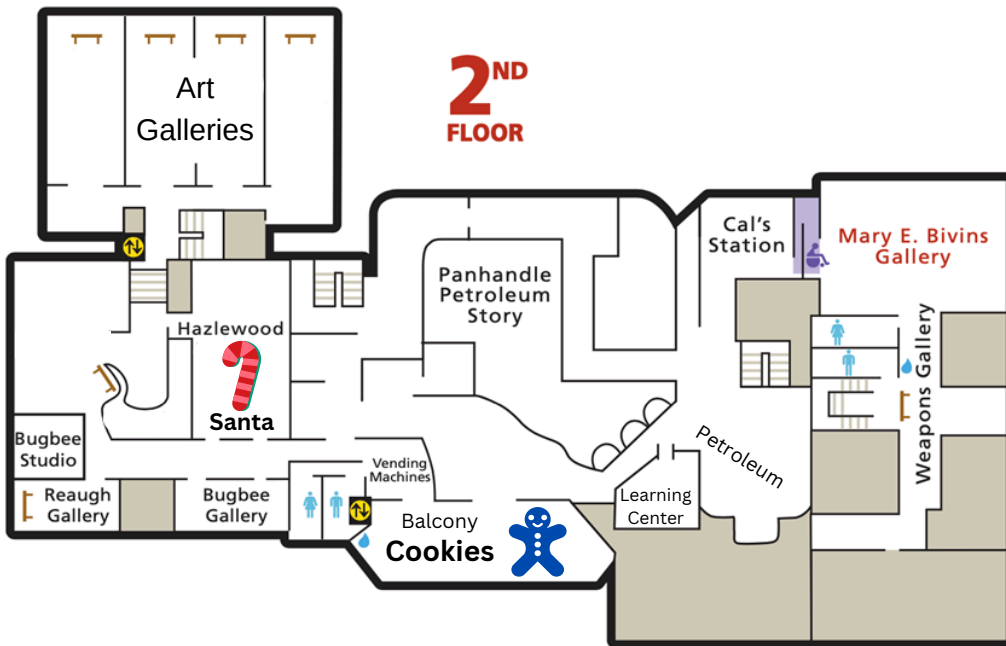 Art
Galleries
2ND
FLOOR
Cal's
Station
Mary E. Bivins
Gallery
Panhandle
Petroleum
Story
Hazlewood
Santa
Weapons Gallery
Bugbee
Studio
Petroleum
Vending
Machines
Reaugh
Gallery
Bugbee
Gallery
Learning
Center
Balcony
Cookies